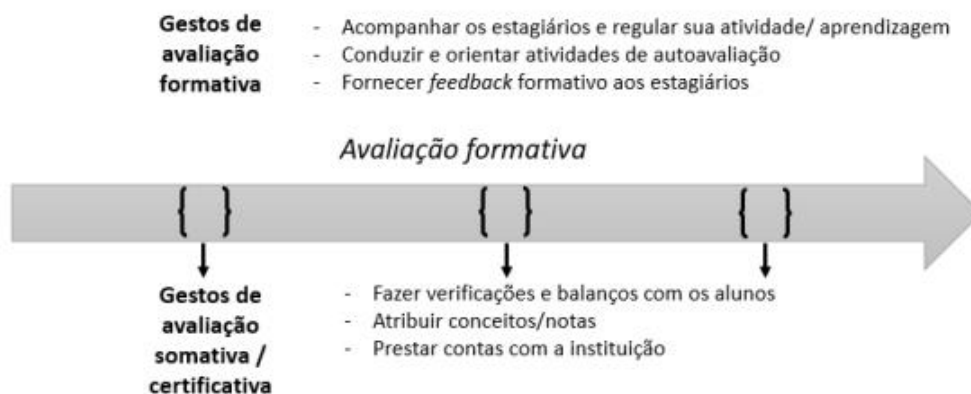 Gestos de avaliação formativa
- Acompanhar os estagiários e regular sua atividade/ aprendizagem
- Conduzir e orientar atividades de autoavaliação
- Fornecer feedback formativo aos estagiários
Avaliação formativa
{ } { } { }
Gestos de avaliação somativa / certificativa
- Fazer verificações e balanços com os alunos
- Atribuir conceitos/notas
- Prestar contas com a instituição